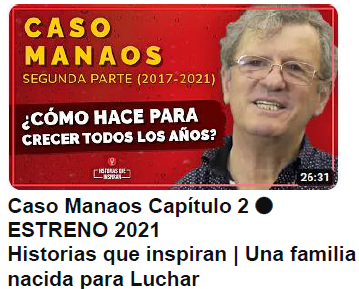 CASO
MANAOS
SEGUNDA PARTE (2017-2021)
¿CÓMO HACE PARA
CRECER TODOS LOS AÑOS?
HISTORIAS QUE
INSPIRAN
26:31
Caso Manaos Capítulo 2 ●
ESTRENO 2021
Historias que inspiran | Una familia
nacida para Luchar